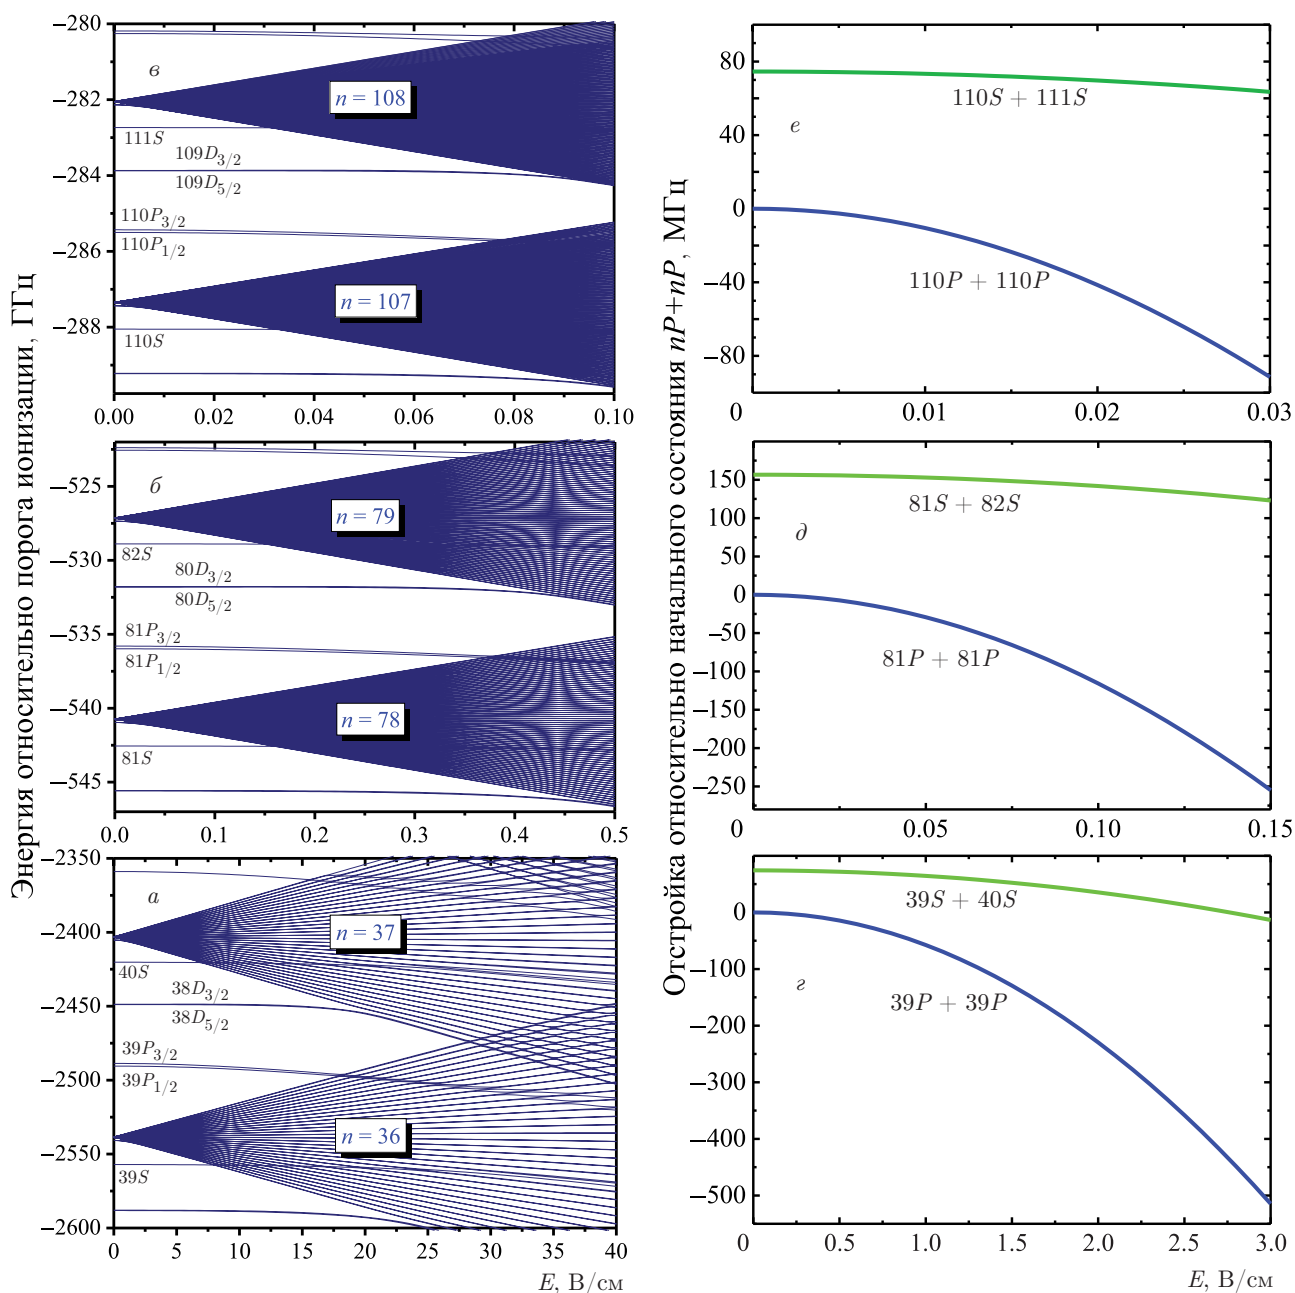 Энергия относительно порога ионизации, ГГц
−280
−282
−284
−286
−288
в
n = 108
111S
109D3/2
109D5/2
110P3/2
110P1/2
n = 107
110S
0.00 0.02 0.04 0.06 0.08 0.10
−525
−530
−535
−540
−545
б
n = 79
82S
80D3/2
80D5/2
81P3/2
81P1/2
n = 78
81S
0.0 0.1 0.2 0.3 0.4 0.5
−2350
−2400
−2450
−2500
−2550
−2600
а
n = 37
40S
38D3/2
38D5/2
39P3/2
39P1/2
n = 36
39S
0 5 10 15 20 25 30 35 40
E, В/см
Отстройка относительно начального состояния nP+nP, МГц
80
40
0
−40
−80
110S + 111S
е
110P + 110P
0 0.01 0.02 0.03
150
100
50
0
−50
−100
−150
−200
−250
81S + 82S
д
81P + 81P
0 0.05 0.10 0.15
0
−100
−200
−300
−400
−500
39S + 40S
г
39P + 39P
0 0.5 1.0 1.5 2.0 2.5 3.0
E, В/см